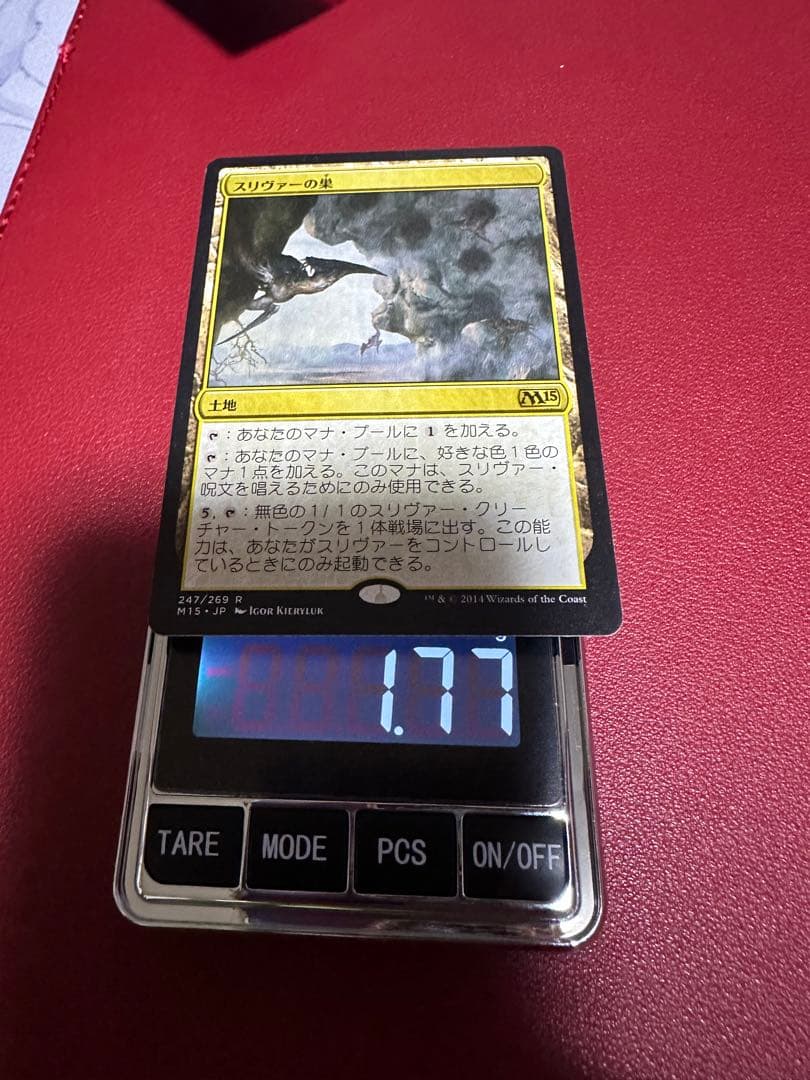 スリヴァーの巣
土地
M15
：あなたのマナ・プールに 1 を加える。
：あなたのマナ・プールに、好きな色１色の
マナ１点を加える。このマナは、スリヴァー・
呪文を唱えるためにのみ使用できる。
5, ：無色の１/１のスリヴァー・クリー
チャー・トークンを１体戦場に出す。この能
力は、あなたがスリヴァーをコントロールし
ているときにのみ起動できる。
247/269 R
M15・JP IGOR KIERYLUK
™ & © 2014 Wizards of the Coast
g
1.77
TARE
MODE
PCS
ON/OFF